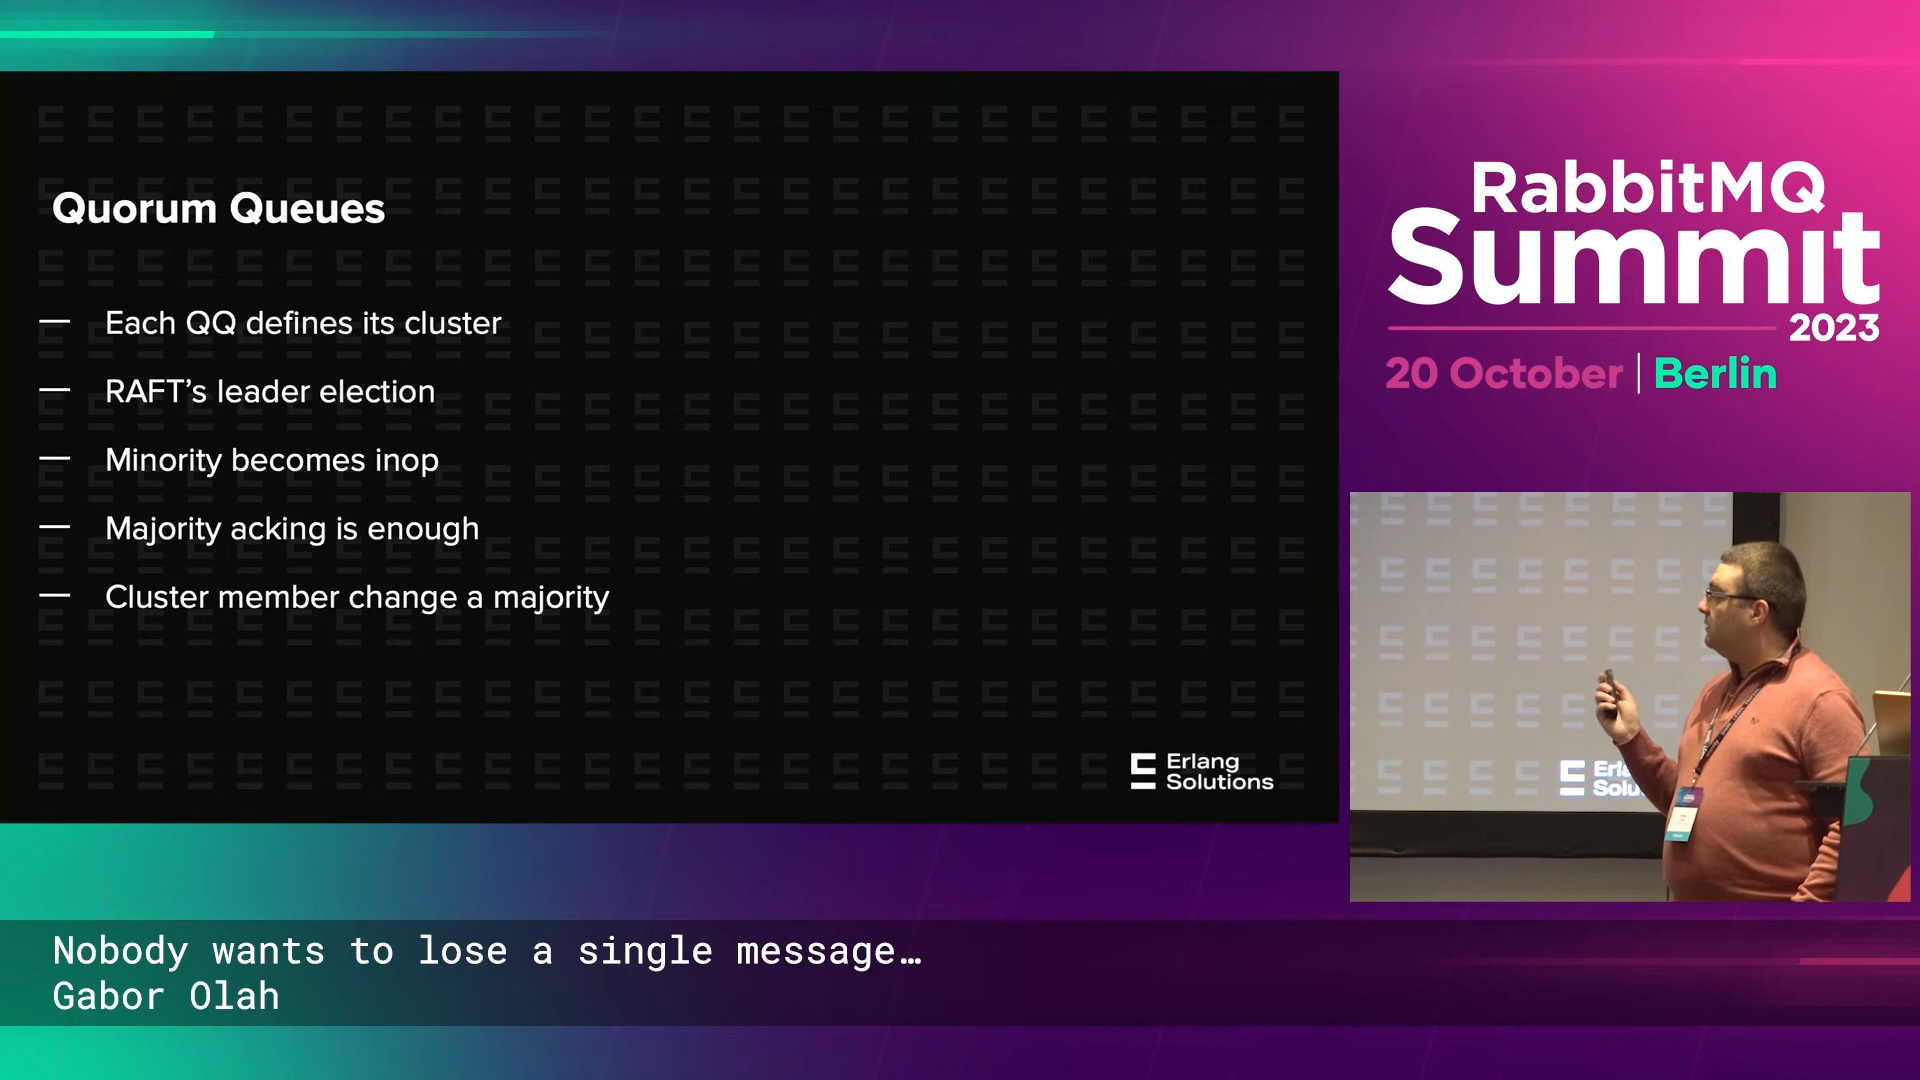 Quorum Queues
— Each QQ defines its cluster
— RAFT’s leader election
— Minority becomes inop
— Majority acking is enough
— Cluster member change a majority
Erlang
Solutions
RabbitMQ
Summit
2023
20 October | Berlin
Nobody wants to lose a single message…
Gabor Olah